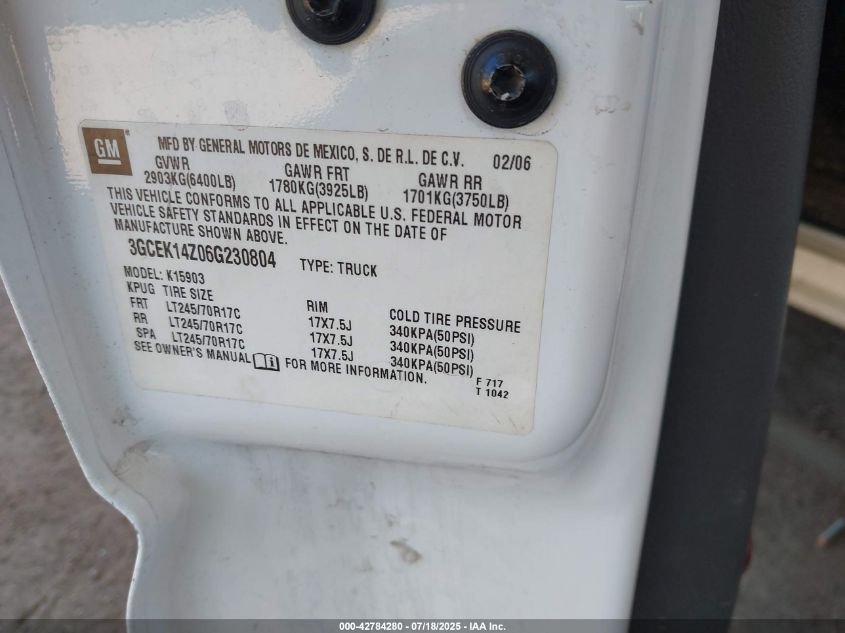 GM
MFD BY GENERAL MOTORS DE MEXICO, S. DE R.L. DE C.V. 02/06
GVWR GAWR FRT GAWR RR
2903KG(6400LB) 1780KG(3925LB) 1701KG(3750LB)
THIS VEHICLE CONFORMS TO ALL APPLICABLE U.S. FEDERAL MOTOR
VEHICLE SAFETY STANDARDS IN EFFECT ON THE DATE OF
MANUFACTURE SHOWN ABOVE.
3GCEK14Z06G230804 TYPE: TRUCK
MODEL: K15903
KPUG TIRE SIZE RIM COLD TIRE PRESSURE
FRT LT245/70R17C 17X7.5J 340KPA(50PSI)
RR LT245/70R17C 17X7.5J 340KPA(50PSI)
SPA LT245/70R17C 17X7.5J 340KPA(50PSI)
SEE OWNER'S MANUAL FOR MORE INFORMATION.
F 717
T 1042
000-42784280 - 07/18/2025 - IAA Inc.